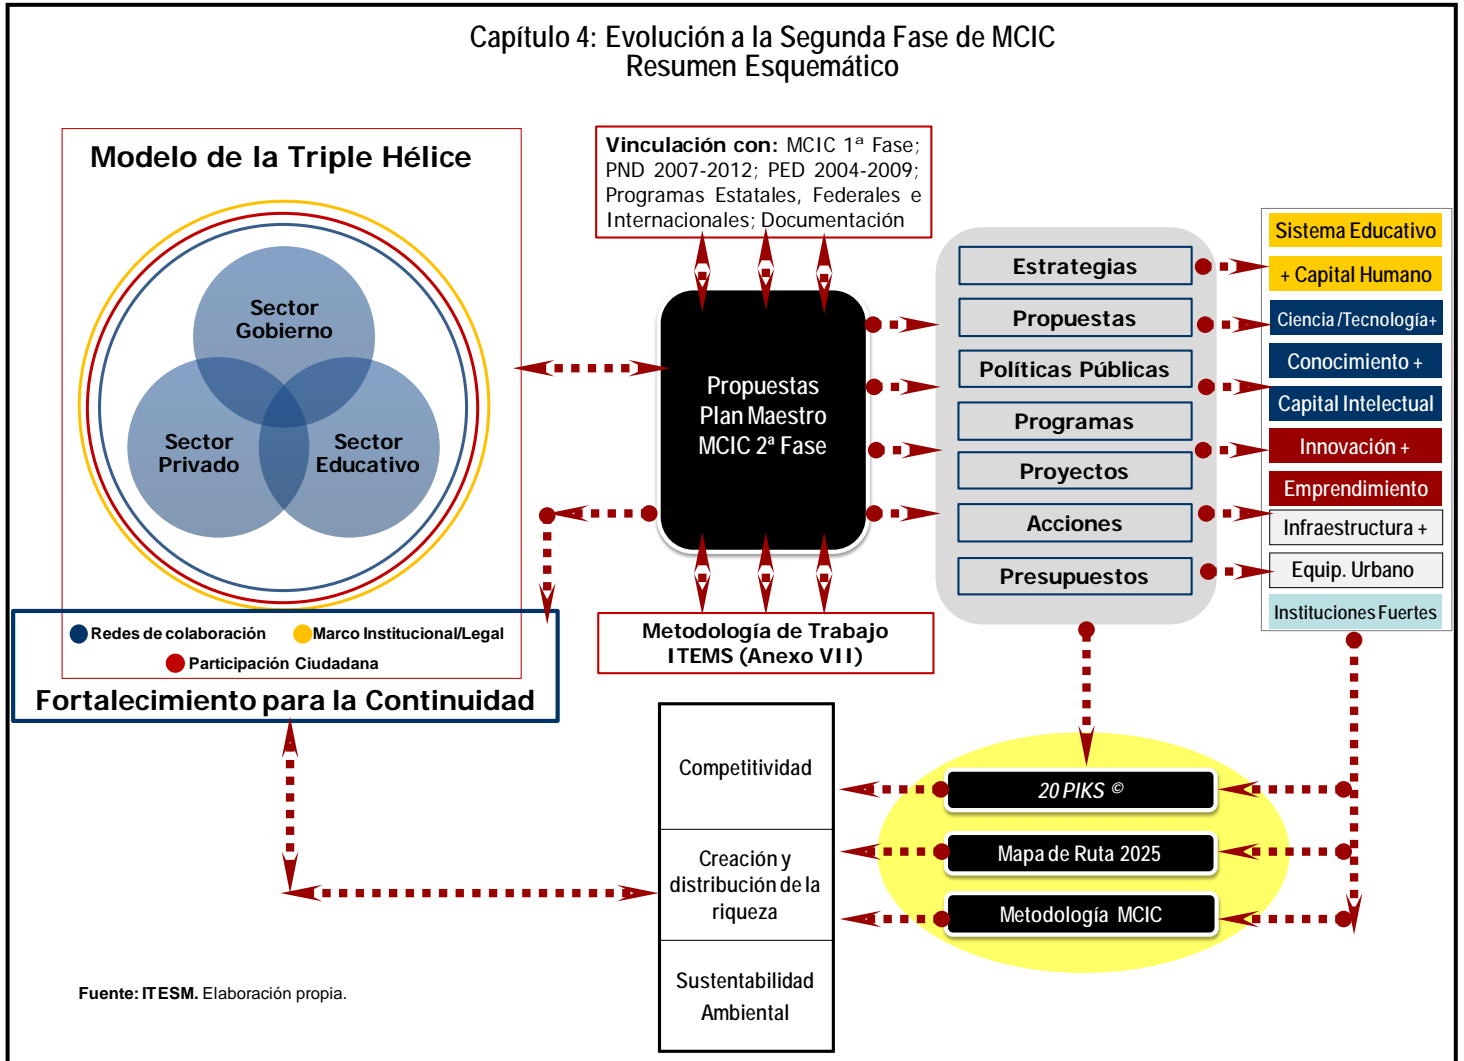 Capítulo 4: Evolución a la Segunda Fase de MCIC
Resumen Esquemático
Modelo de la Triple Hélice
Sector
Gobierno
Sector
Privado
Sector
Educativo
Redes de colaboración
Marco Institucional/Legal
Participación Ciudadana
Fortalecimiento para la Continuidad
Vinculación con: MCIC 1ª Fase;
PND 2007-2012; PED 2004-2009;
Programas Estatales, Federales e
Internacionales; Documentación
Propuestas
Plan Maestro
MCIC 2ª Fase
Metodología de Trabajo
ITEMS (Anexo VII)
Estrategias
Propuestas
Políticas Públicas
Programas
Proyectos
Acciones
Presupuestos
Sistema Educativo
+ Capital Humano
Ciencia /Tecnología+
Conocimiento +
Capital Intelectual
Innovación +
Emprendimiento
Infraestructura +
Equip. Urbano
Instituciones Fuertes
Competitividad
Creación y
distribución de la
riqueza
Sustentabilidad
Ambiental
20 PIKS ©
Mapa de Ruta 2025
Metodología MCIC
Fuente: ITESM. Elaboración propia.